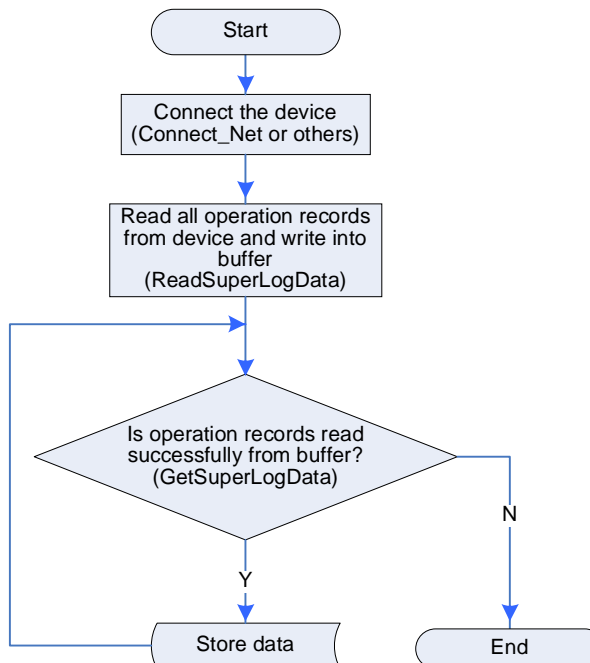 Start
Connect the device
(Connect_Net or others)
Read all operation records
from device and write into
buffer
(ReadSuperLogData)
Is operation records read
successfully from buffer?
(GetSuperLogData)
N
Y
Store data
End